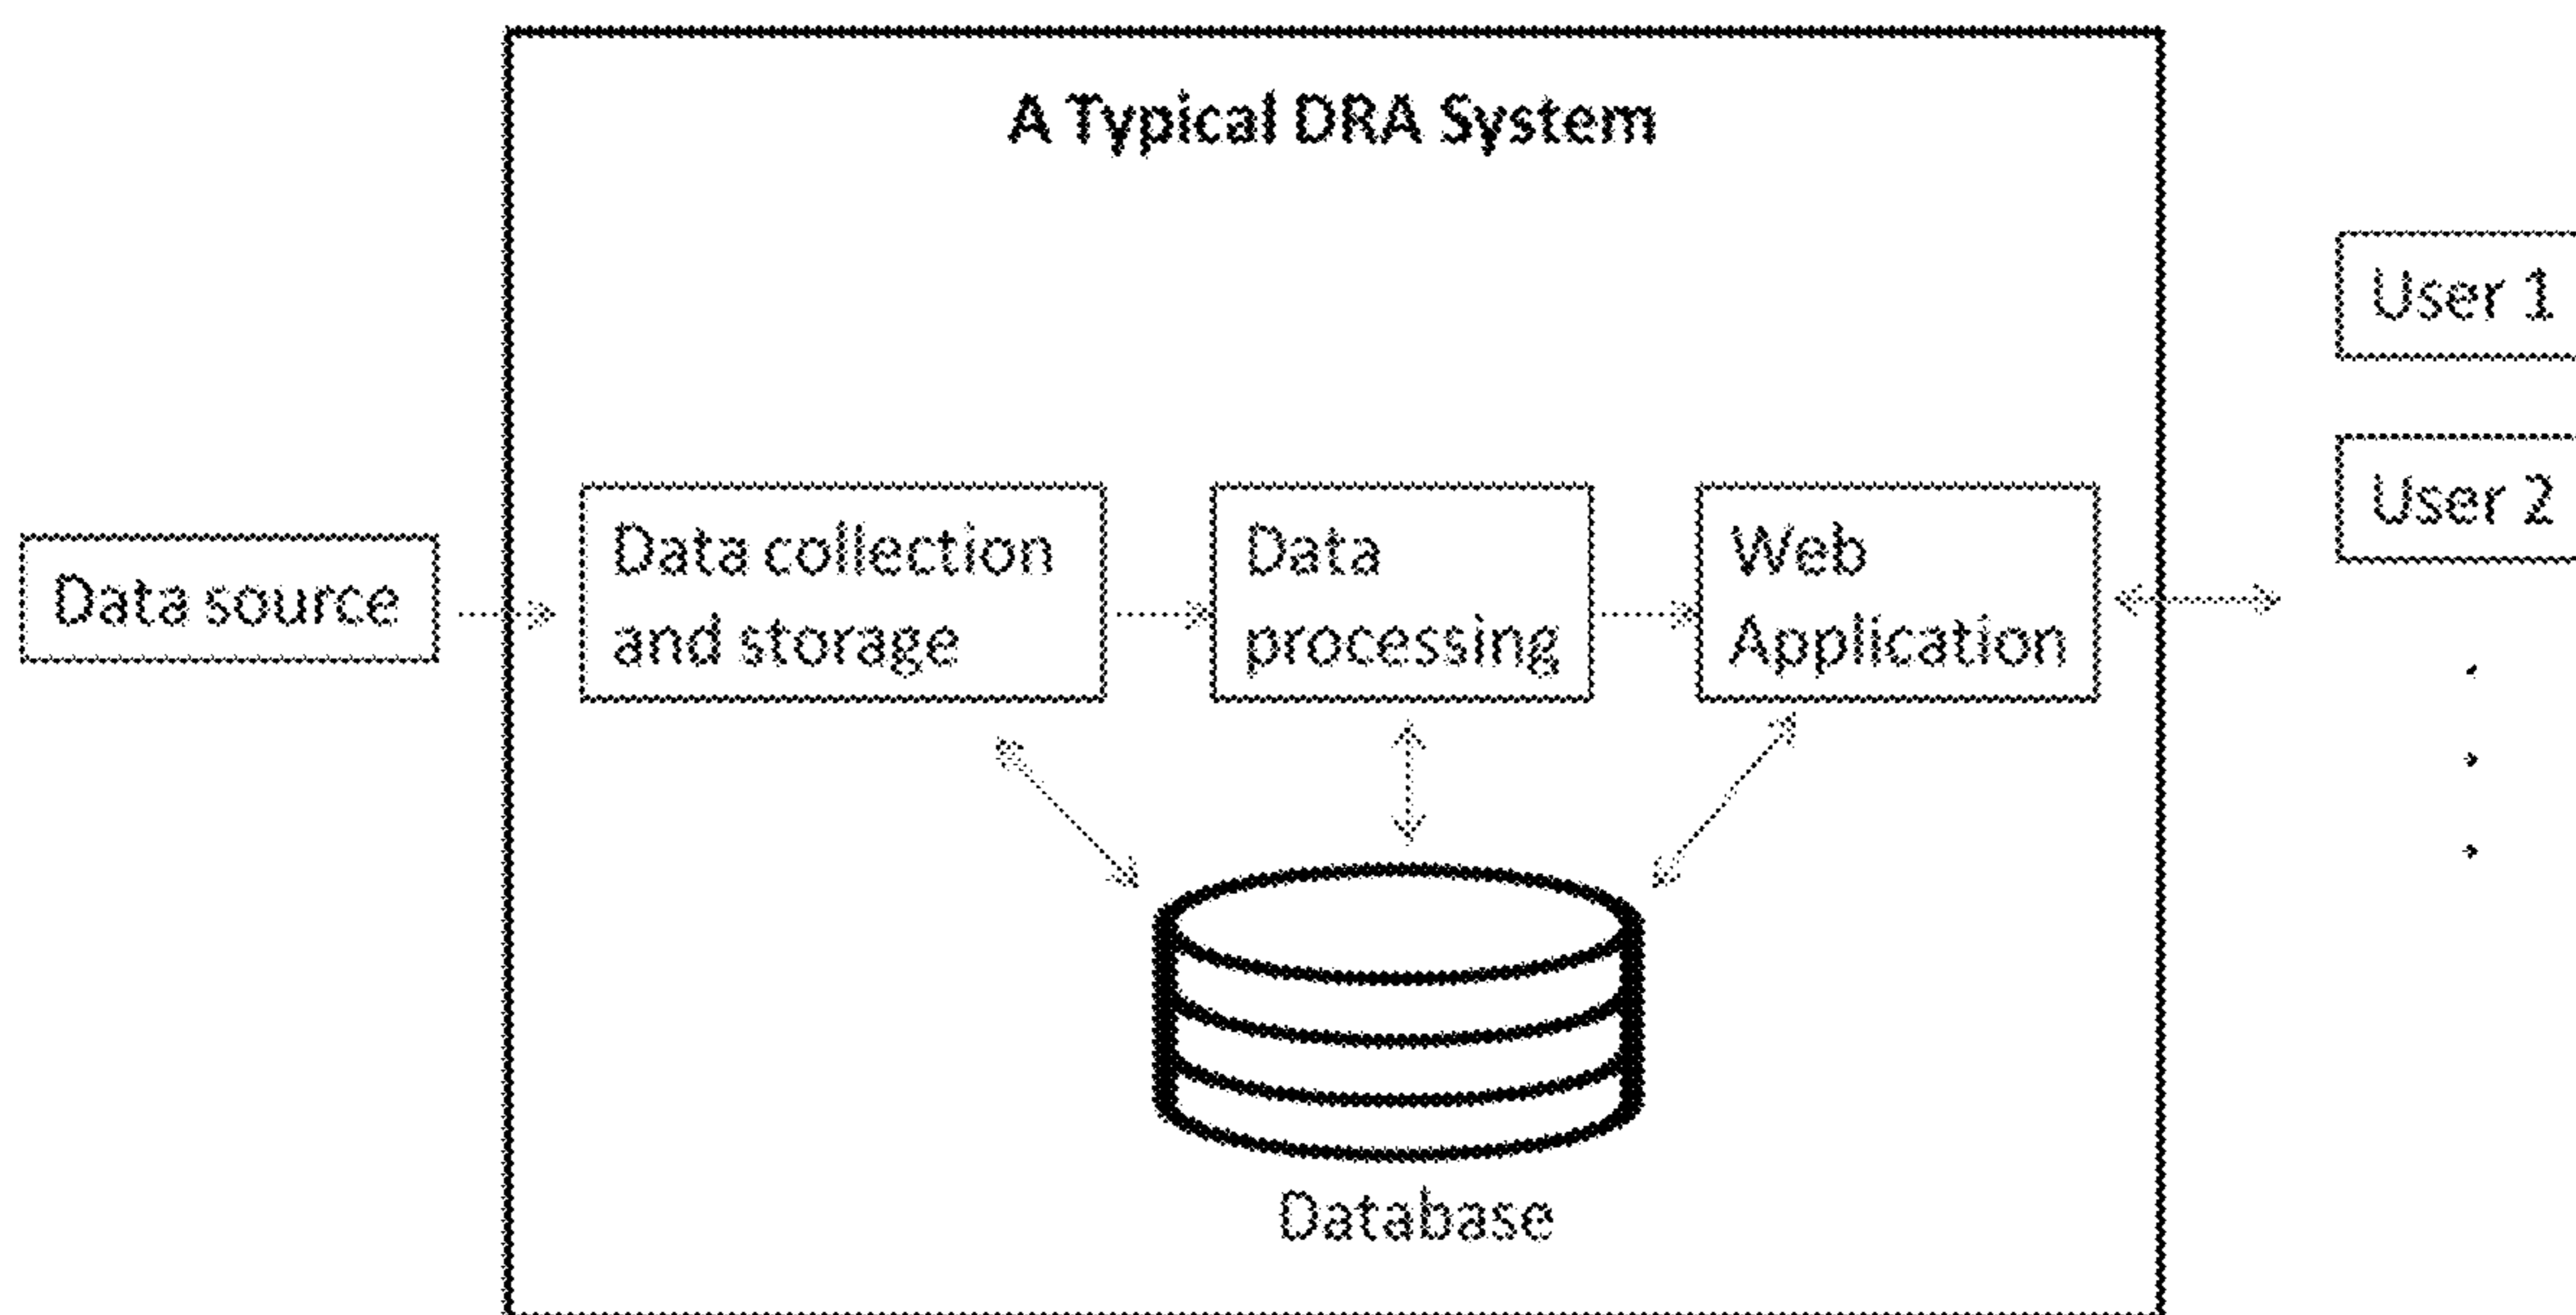 A Typical DRA System
User 1
User 2
Data source
Data collection
and storage
Data
processing
Web
Application
Database